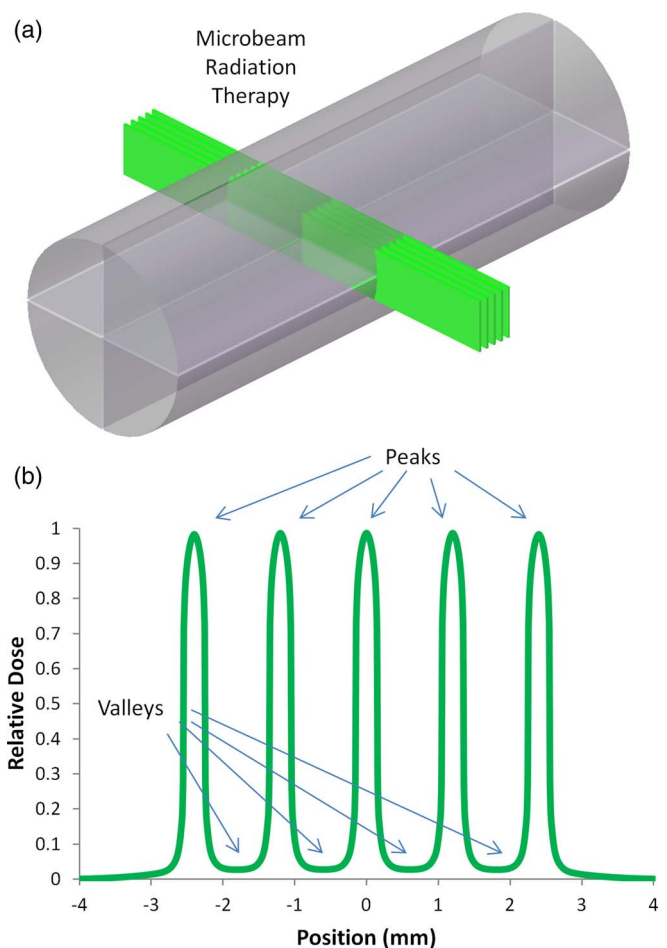 (a)
Microbeam
Radiation
Therapy
(b)
Peaks
1
0.9
0.8
0.7
0.6
0.5
0.4
0.3
0.2
0.1
0
Relative Dose
Valleys
-4 -3 -2 -1 0 1 2 3 4
Position (mm)